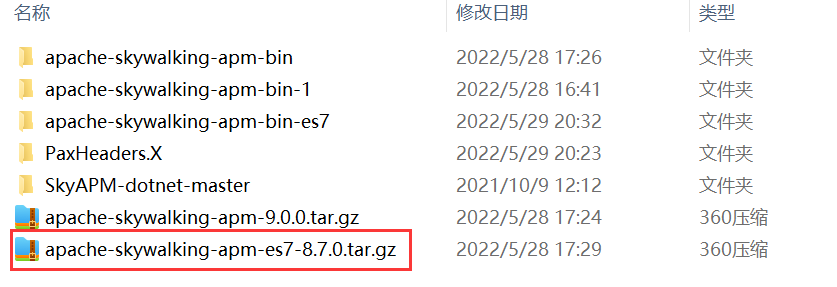 名称 修改日期 类型
apache-skywalking-apm-bin 2022/5/28 17:26 文件夹
apache-skywalking-apm-bin-1 2022/5/28 16:41 文件夹
apache-skywalking-apm-bin-es7 2022/5/29 20:32 文件夹
PaxHeaders.X 2022/5/29 20:23 文件夹
SkyAPM-dotnet-master 2021/10/9 12:12 文件夹
apache-skywalking-apm-9.0.0.tar.gz 2022/5/28 17:24 360压缩
apache-skywalking-apm-es7-8.7.0.tar.gz 2022/5/28 17:29 360压缩